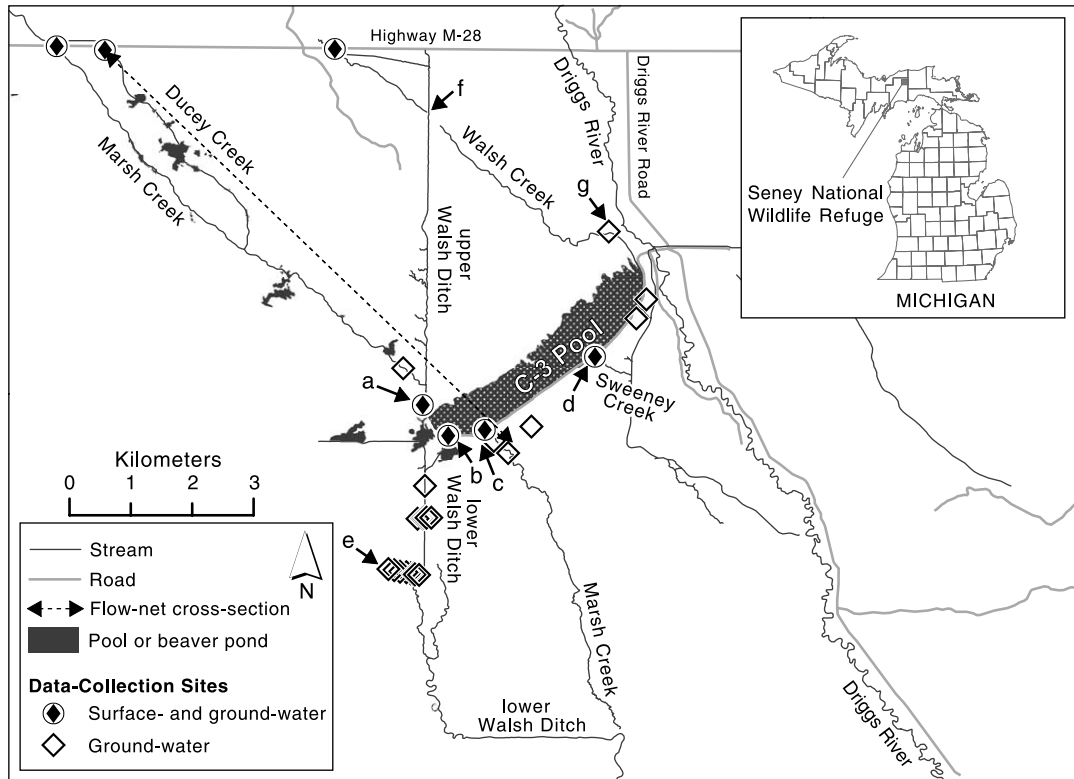 Highway M-28
Ducey Creek
Marsh Creek
f
Driggs River
Driggs River Road
Walsh Creek
g
upper
Walsh Ditch
C-3 Pool
a
d
Sweeney
Creek
b
c
lower
Walsh Ditch
e
Marsh Creek
lower
Walsh Ditch
Driggs River
Seney National
Wildlife Refuge
MICHIGAN
Kilometers
0 1 2 3
Stream
Road
N
Flow-net cross-section
Pool or beaver pond
Data-Collection Sites
Surface- and ground-water
Ground-water